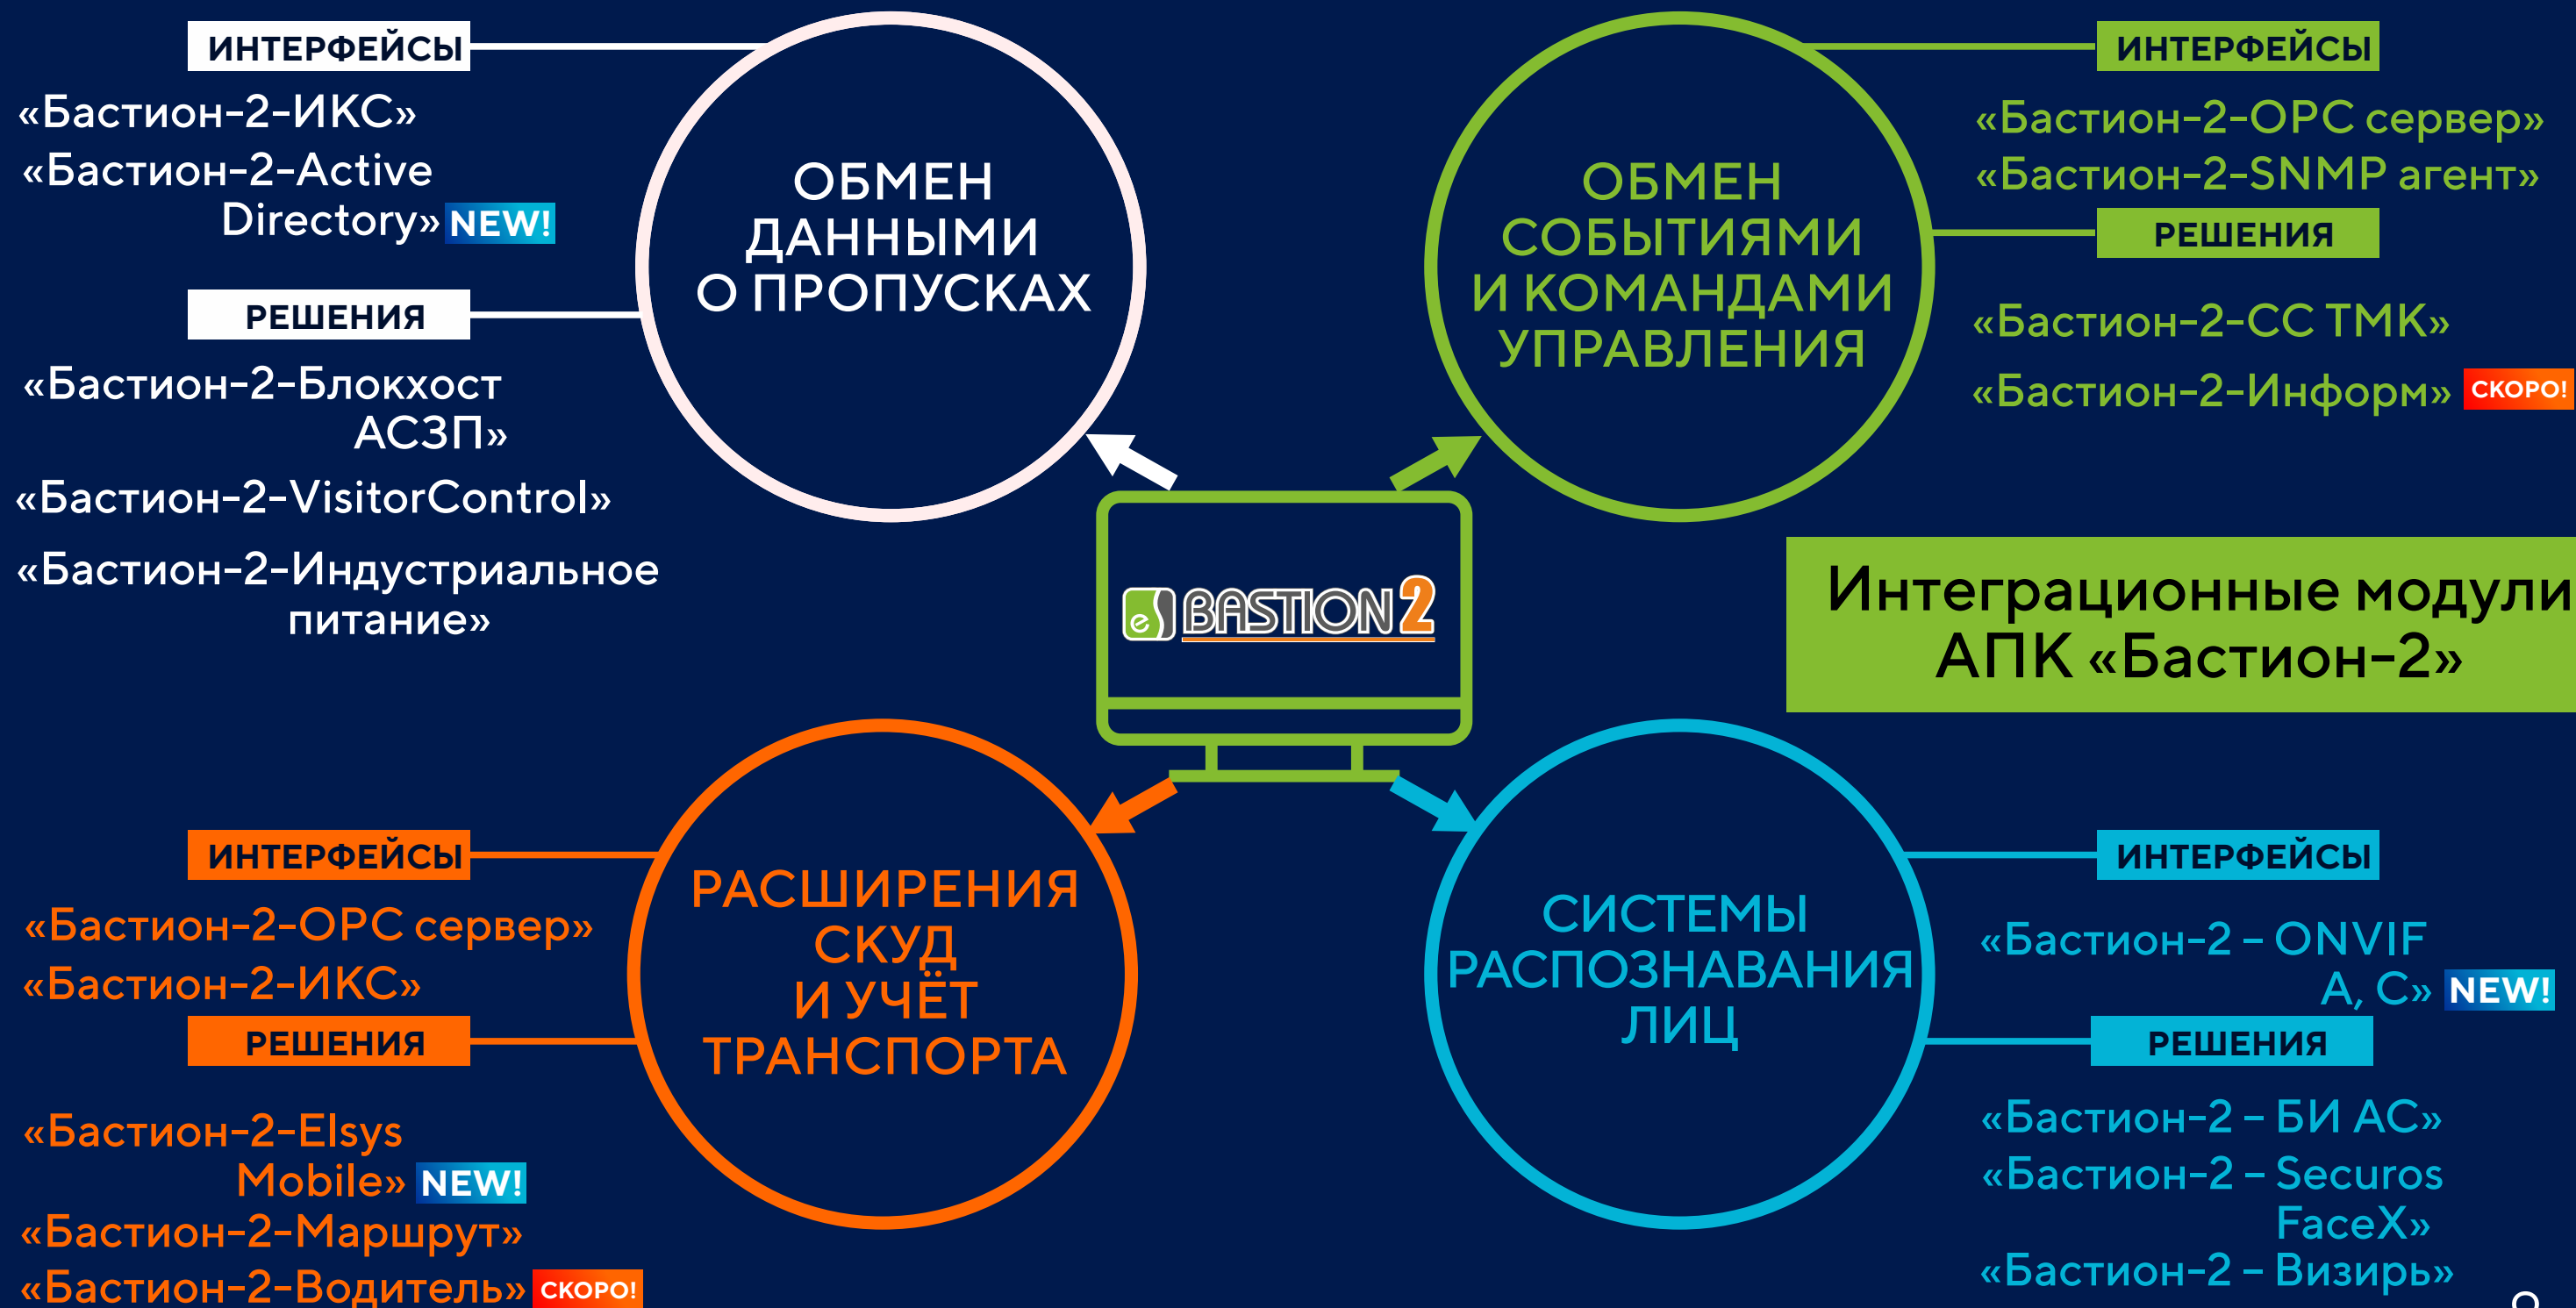 ИНТЕРФЕЙСЫ
«Бастион-2-ИКС»
«Бастион-2-Active
Directory» NEW!
РЕШЕНИЯ
«Бастион-2-Блокхост
АСЗП»
«Бастион-2-VisitorControl»
«Бастион-2-Индустриальное
питание»
ОБМЕН
ДАННЫМИ
О ПРОПУСКАХ
ОБМЕН
СОБЫТИЯМИ
И КОМАНДАМИ
УПРАВЛЕНИЯ
ИНТЕРФЕЙСЫ
«Бастион-2-OPC сервер»
«Бастион-2-SNMP агент»
РЕШЕНИЯ
«Бастион-2-СС ТМК»
«Бастион-2-Информ» СКОРО!
eS BASTION 2
Интеграционные модули
АПК «Бастион-2»
ИНТЕРФЕЙСЫ
«Бастион-2-OPC сервер»
«Бастион-2-ИКС»
РЕШЕНИЯ
«Бастион-2-Elsys
Mobile» NEW!
«Бастион-2-Маршрут»
«Бастион-2-Водитель» СКОРО!
РАСШИРЕНИЯ
СКУД
И УЧЁТ
ТРАНСПОРТА
СИСТЕМЫ
РАСПОЗНАВАНИЯ
ЛИЦ
ИНТЕРФЕЙСЫ
«Бастион-2 – ONVIF
A, C» NEW!
РЕШЕНИЯ
«Бастион-2 – БИ АС»
«Бастион-2 – Securos
FaceX»
«Бастион-2 – Визирь»